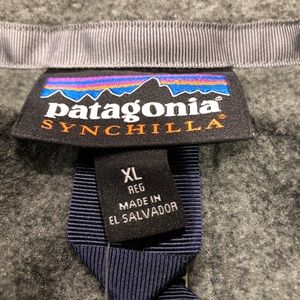 patagonia
SYNCHILLA
XL
REG
MADE IN
EL SALVADOR